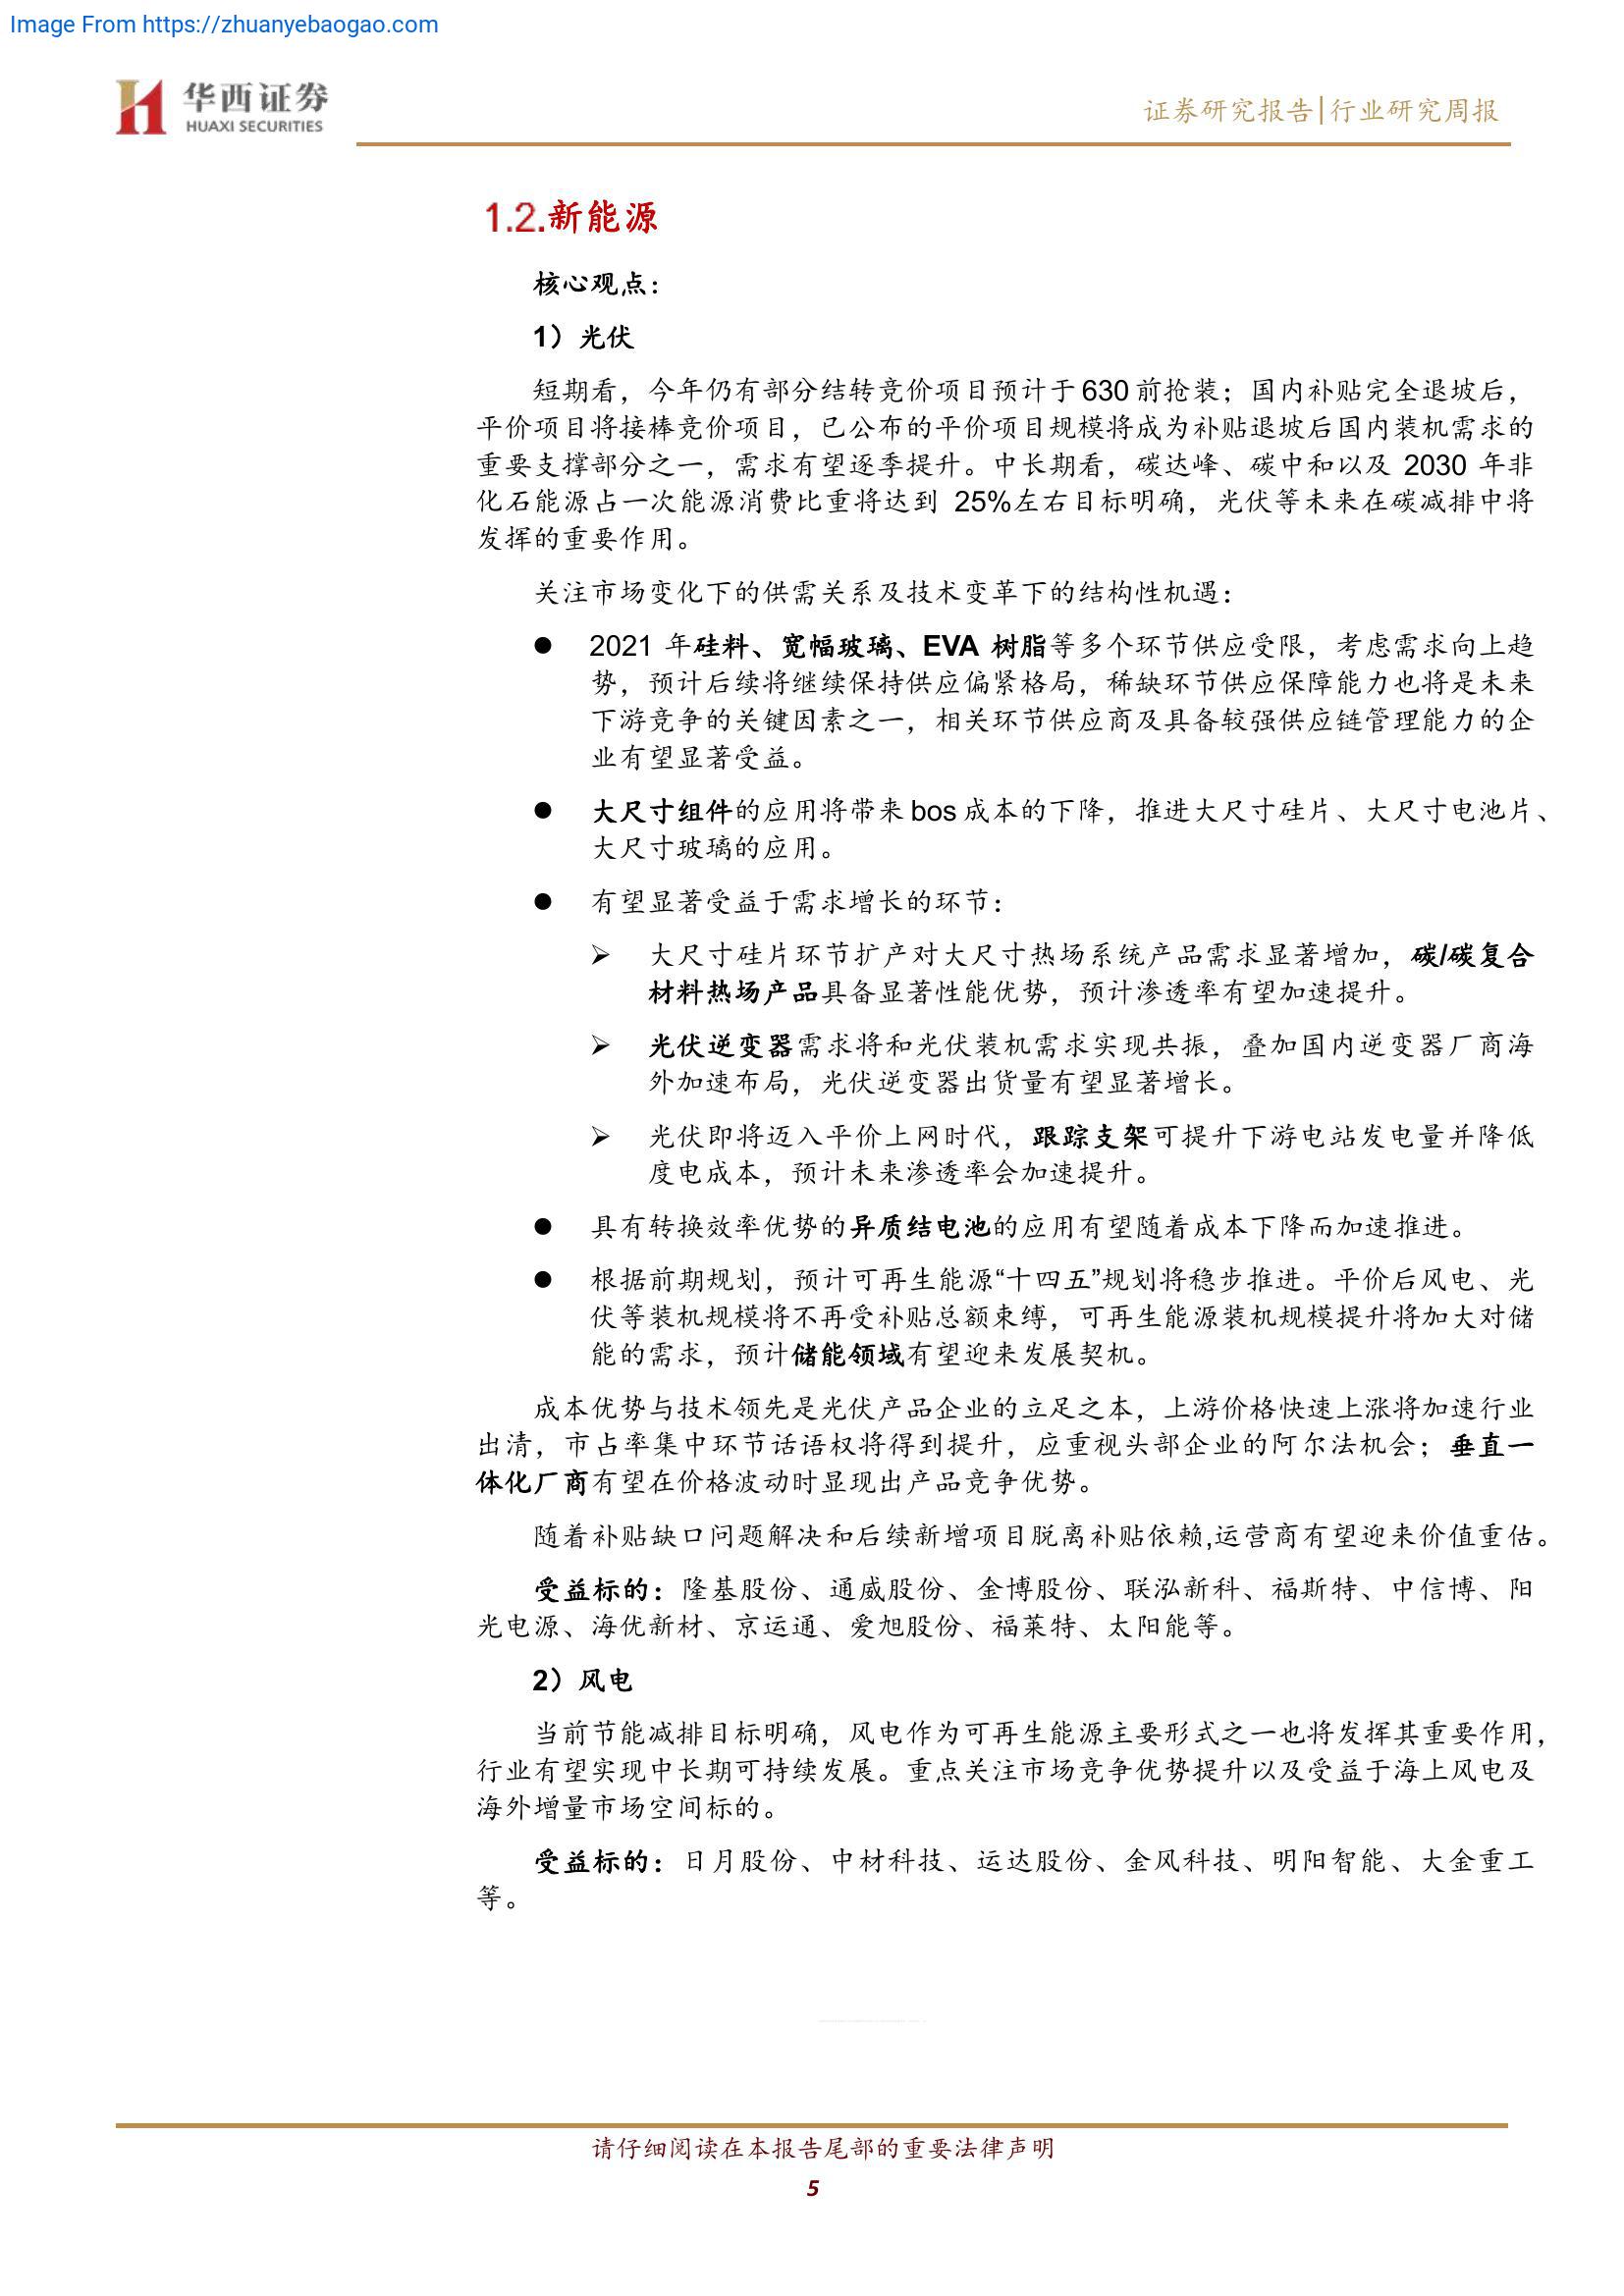 Image From https://zhuanyebaogao.com
华西证券
HUAXI SECURITIES
证券研究报告|行业研究周报
1.2.新能源
核心观点：
1）光伏
短期看，今年仍有部分结转竞价项目预计于 630 前抢装；国内补贴完全退坡后，
平价项目将接棒竞价项目，已公布的平价项目规模将成为补贴退坡后国内装机需求的
重要支撑部分之一，需求有望逐季提升。中长期看，碳达峰、碳中和以及 2030 年非
化石能源占一次能源消费比重将达到 25%左右目标明确，光伏等未来在碳减排中将
发挥的重要作用。
关注市场变化下的供需关系及技术变革下的结构性机遇：
● 2021 年硅料、宽幅玻璃、EVA 树脂等多个环节供应受限，考虑需求向上趋
势，预计后续将继续保持供应偏紧格局，稀缺环节供应保障能力也将是未来
下游竞争的关键因素之一，相关环节供应商及具备较强供应链管理能力的企
业有望显著受益。
● 大尺寸组件的应用将带来 bos 成本的下降，推进大尺寸硅片、大尺寸电池片、
大尺寸玻璃的应用。
● 有望显著受益于需求增长的环节：
➢ 大尺寸硅片环节扩产对大尺寸热场系统产品需求显著增加，碳/碳复合
材料热场产品具备显著性能优势，预计渗透率有望加速提升。
➢ 光伏逆变器需求将和光伏装机需求实现共振，叠加国内逆变器厂商海
外加速布局，光伏逆变器出货量有望显著增长。
➢ 光伏即将迈入平价上网时代，跟踪支架可提升下游电站发电量并降低
度电成本，预计未来渗透率会加速提升。
● 具有转换效率优势的异质结电池的应用有望随着成本下降而加速推进。
● 根据前期规划，预计可再生能源“十四五”规划将稳步推进。平价后风电、光
伏等装机规模将不再受补贴总额束缚，可再生能源装机规模提升将加大对储
能的需求，预计储能领域有望迎来发展契机。
成本优势与技术领先是光伏产品企业的立足之本，上游价格快速上涨将加速行业
出清，市占率集中环节话语权将得到提升，应重视头部企业的阿尔法机会；垂直一
体化厂商有望在价格波动时显现出产品竞争优势。
随着补贴缺口问题解决和后续新增项目脱离补贴依赖,运营商有望迎来价值重估。
受益标的：隆基股份、通威股份、金博股份、联泓新科、福斯特、中信博、阳
光电源、海优新材、京运通、爱旭股份、福莱特、太阳能等。
2）风电
当前节能减排目标明确，风电作为可再生能源主要形式之一也将发挥其重要作用，
行业有望实现中长期可持续发展。重点关注市场竞争优势提升以及受益于海上风电及
海外增量市场空间标的。
受益标的：日月股份、中材科技、运达股份、金风科技、明阳智能、大金重工
等。
请仔细阅读在本报告尾部的重要法律声明
5